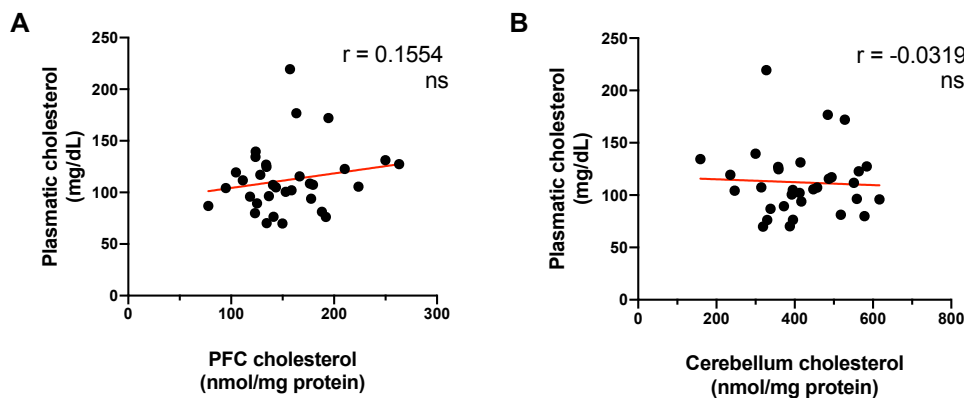 A
r = 0.1554
ns
Plasmatic cholesterol
(mg/dL)
250
200
150
100
50
0
0
100
200
300
PFC cholesterol
(nmol/mg protein)
B
r = -0.0319
ns
Plasmatic cholesterol
(mg/dL)
250
200
150
100
50
0
0
200
400
600
800
Cerebellum cholesterol
(nmol/mg protein)